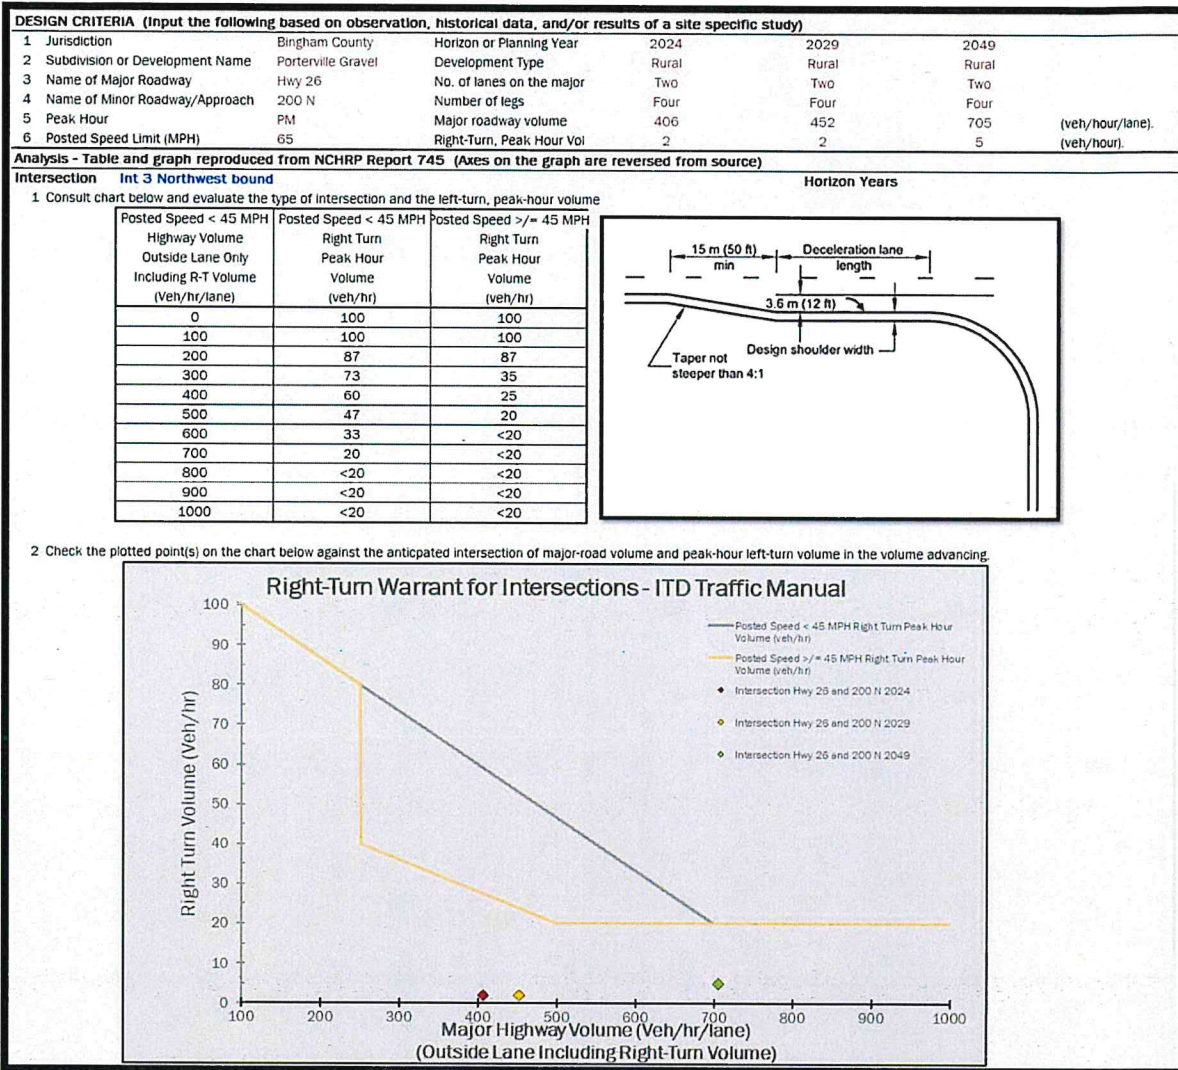 DESIGN CRITERIA (Input the following based on observation, historical data, and/or results of a site specific study)
1 Jurisdiction Bingham County Horizon or Planning Year 2024 2029 2049
2 Subdivision or Development Name Porterville Gravel Development Type Rural Rural Rural
3 Name of Major Roadway Hwy 26 No. of lanes on the major Two Two Two
4 Name of Minor Roadway/Approach 200 N Number of legs Four Four Four
5 Peak Hour PM Major roadway volume 406 452 705 (veh/hour/lane).
6 Posted Speed Limit (MPH) 65 Right-Turn, Peak Hour Vol 2 2 5 (veh/hour).
Analysis - Table and graph reproduced from NCHRP Report 745 (Axes on the graph are reversed from source)
Intersection Int 3 Northwest bound Horizon Years
1 Consult chart below and evaluate the type of intersection and the left-turn, peak-hour volume
Posted Speed < 45 MPH Posted Speed < 45 MPH Posted Speed >/= 45 MPH
Highway Volume Right Turn Right Turn
Outside Lane Only Peak Hour Peak Hour
Including R-T Volume Volume Volume
(Veh/hr/lane) (veh/hr) (veh/hr)
0 100 100
100 100 100
200 87 87
300 73 35
400 60 25
500 47 20
600 33 <20
700 20 <20
800 <20 <20
900 <20 <20
1000 <20 <20
15 m (50 ft) Deceleration lane
min length
3.6 m (12 ft)
Design shoulder width
Taper not
steeper than 4:1
2 Check the plotted point(s) on the chart below against the anticpated intersection of major-road volume and peak-hour left-turn volume in the volume advancing.
Right-Turn Warrant for Intersections - ITD Traffic Manual
Posted Speed < 45 MPH Right Turn Peak Hour
Volume (veh/hr)
Posted Speed >/= 45 MPH Right Turn Peak Hour
Volume (veh/hr)
Intersection Hwy 26 and 200 N 2024
Intersection Hwy 26 and 200 N 2029
Intersection Hwy 26 and 200 N 2049
Right Turn Volume (Veh/hr)
100
90
80
70
60
50
40
30
20
10
0
100 200 300 400 500 600 700 800 900 1000
Major Highway Volume (Veh/hr/lane)
(Outside Lane Including Right-Turn Volume)